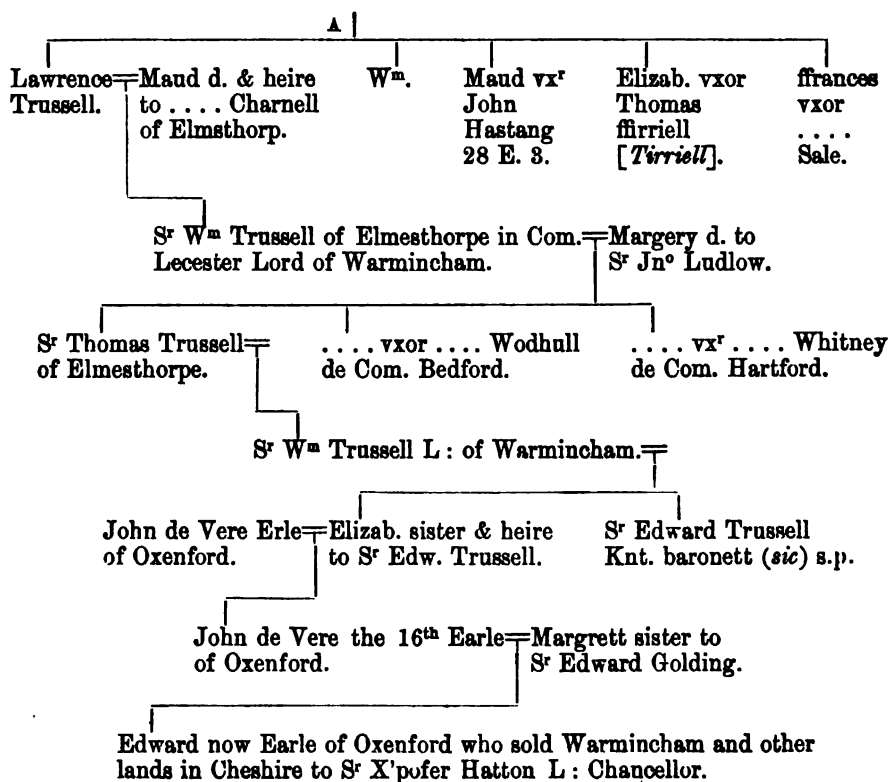 A
Lawrence Maud d. & heire Wm. Maud vxr Elizab. vxor ffrances
Trussell. to .... Charnell John Thomas vxor
of Elmsthorp. Hastang ffirriell ....
28 E. 3. [Tirriell]. Sale.
Sr Wm Trussell of Elmesthorpe in Com. Margery d. to
Lecester Lord of Warmincham. Sr Jno Ludlow.
Sr Thomas Trussell .... vxor .... Wodhull .... vxr .... Whitney
of Elmesthorpe. de Com. Bedford. de Com. Hartford.
Sr Wm Trussell L : of Warmincham.
John de Vere Erle Elizab. sister & heire Sr Edward Trussell
of Oxenford. to Sr Edw. Trussell. Knt. baronett (sic) s.p.
John de Vere the 16th Earle Margrett sister to
of Oxenford. Sr Edward Golding.
Edward now Earle of Oxenford who sold Warmincham and other
lands in Cheshire to Sr X'pofer Hatton L : Chancellor.